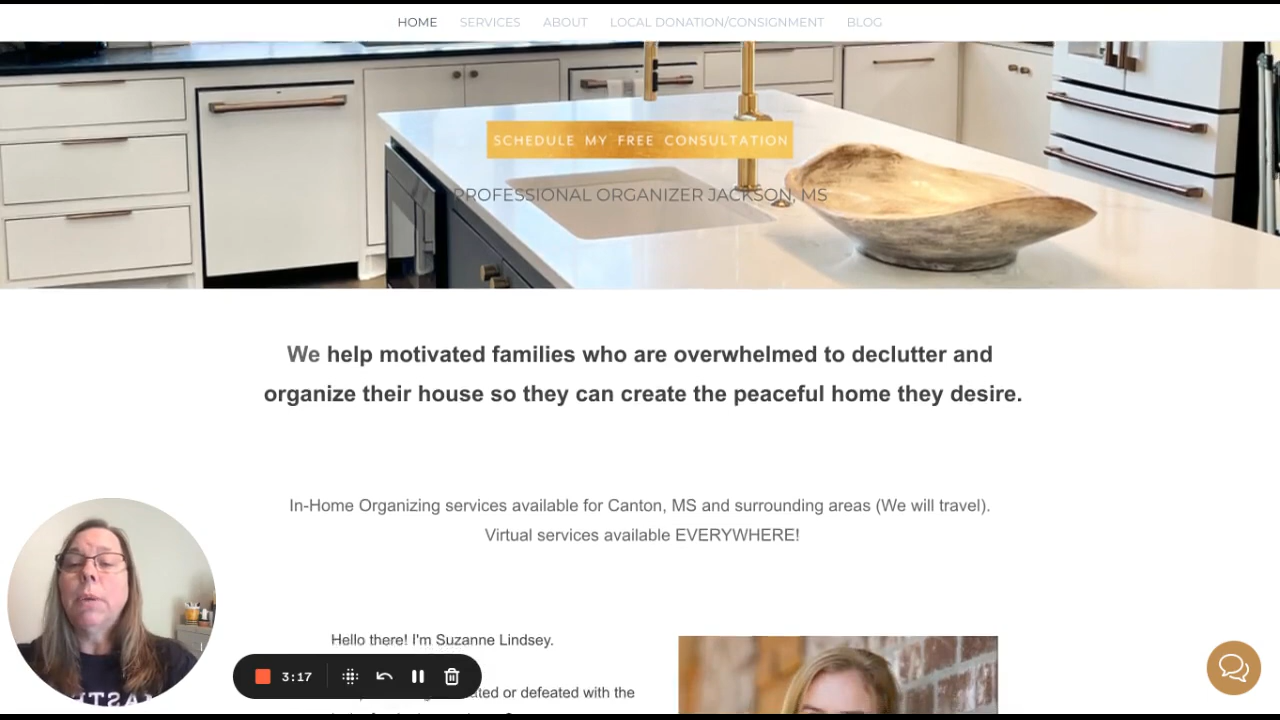 HOME SERVICES ABOUT LOCAL DONATION/CONSIGNMENT BLOG
SCHEDULE MY FREE CONSULTATION
PROFESSIONAL ORGANIZER JACKSON, MS
We help motivated families who are overwhelmed to declutter and
organize their house so they can create the peaceful home they desire.
In-Home Organizing services available for Canton, MS and surrounding areas (We will travel).
Virtual services available EVERYWHERE!
Hello there! I'm Suzanne Lindsey.
3:17
or defeated with the